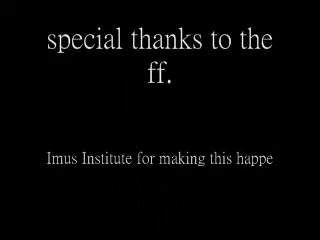 special thanks to the
ff.
Imus Institute for making this happe